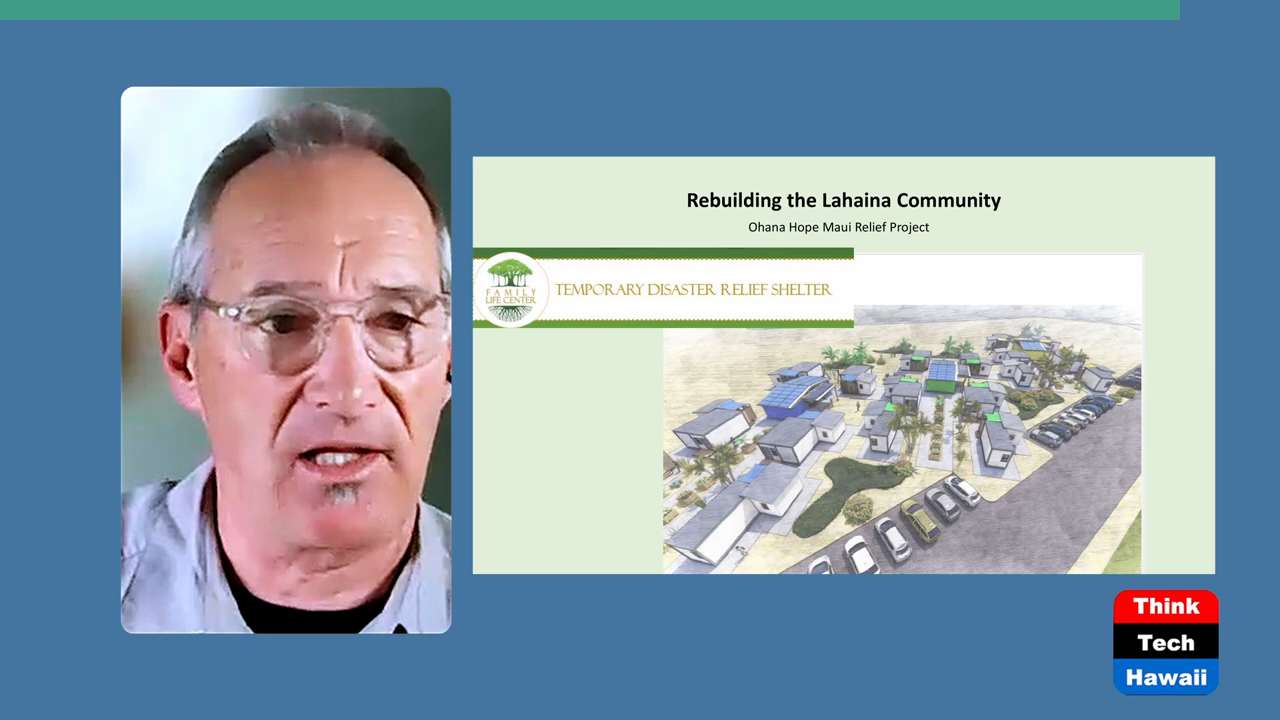 Rebuilding the Lahaina Community
Ohana Hope Maui Relief Project
FAMILY
LIFE CENTER
TEMPORARY DISASTER RELIEF SHELTER
Think
Tech
Hawaii